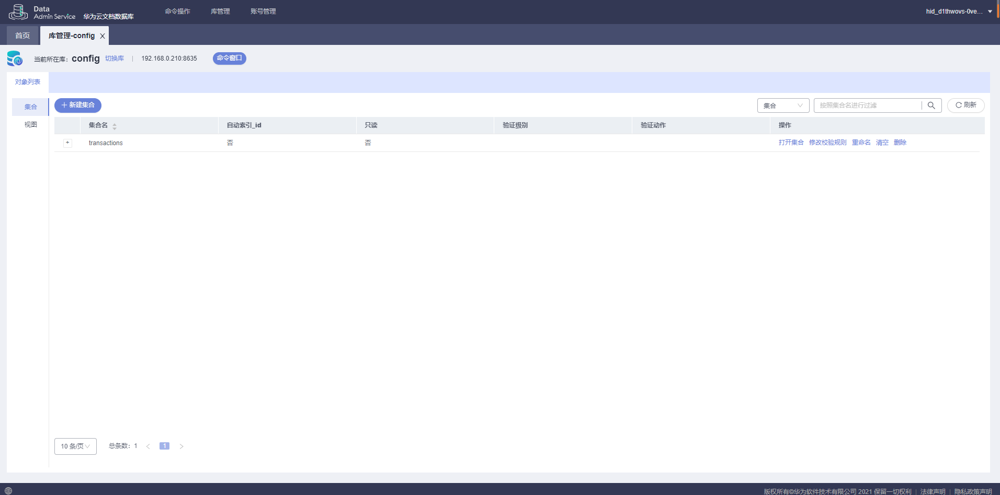 Data Admin Service 华为云文档数据库 命令操作 库管理 账号管理 hid_d1thwovs-0ve...
首页 库管理-config X
当前所在库: config 切换库 | 192.168.0.210:8635 命令窗口
对象列表
集合
视图
+ 新建集合 集合 按照集合名进行过滤 刷新
集合名 自动索引_id 只读 验证级别 验证动作 操作
+ transactions 否 否 打开集合 修改校验规则 重命名 清空 删除
10 条/页 总条数: 1 < 1 >
版权所有©华为软件技术有限公司 2021 保留一切权利 | 法律声明 | 隐私政策声明